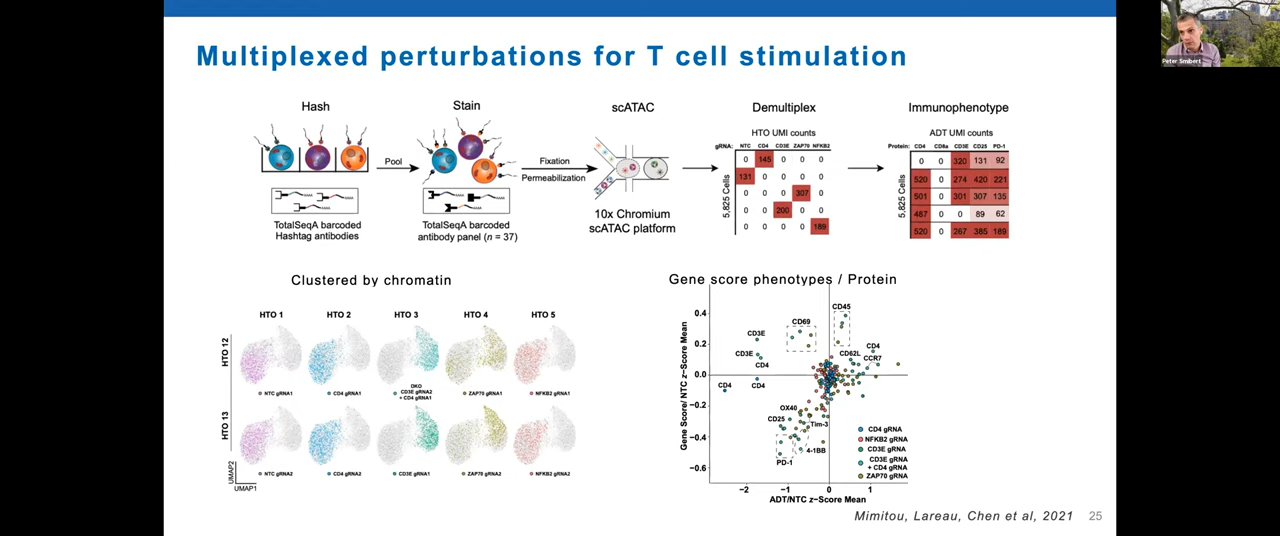 Multiplexed perturbations for T cell stimulation
Peter Smibert
Hash
Stain
scATAC
Demultiplex
Immunophenotype
Pool
Fixation
Permeabilization
TotalSeqA barcoded
Hashtag antibodies
TotalSeqA barcoded
antibody panel (n = 37)
10x Chromium
scATAC platform
HTO UMI counts
gRNA: NTC CD4 CD3E ZAP70 NFKB2
5,825 Cells
0 145 0 0 0
131 0 0 0 0
0 0 0 307 0
0 0 200 0 0
0 0 0 0 189
ADT UMI counts
Protein: CD4 CD8a CD3E CD25 PD-1
5,825 Cells
0 0 320 131 92
520 0 274 420 221
501 0 301 307 135
487 0 0 89 62
520 0 267 385 189
Clustered by chromatin
HTO 1 HTO 2 HTO 3 HTO 4 HTO 5
HTO 12
NTC gRNA1
CD4 gRNA1
DKO
CD3E gRNA2
+ CD4 gRNA1
ZAP70 gRNA1
NFKB2 gRNA1
HTO 13
NTC gRNA2
CD4 gRNA2
CD3E gRNA1
ZAP70 gRNA2
NFKB2 gRNA2
UMAP2
UMAP1
Gene score phenotypes / Protein
Gene Score/ NTC z-Score Mean
0.4
0.2
0.0
−0.2
−0.4
−0.6
CD45
CD69
CD3E
CD3E
CD4
CD4
CD62L
CCR7
CD4
CD4
OX40
CD25
Tim-3
4-1BB
PD-1
CD4 gRNA
NFKB2 gRNA
CD3E gRNA
CD3E gRNA
+ CD4 gRNA
ZAP70 gRNA
−2 −1 0 1
ADT/NTC z−Score Mean
Mimitou, Lareau, Chen et al, 2021 25